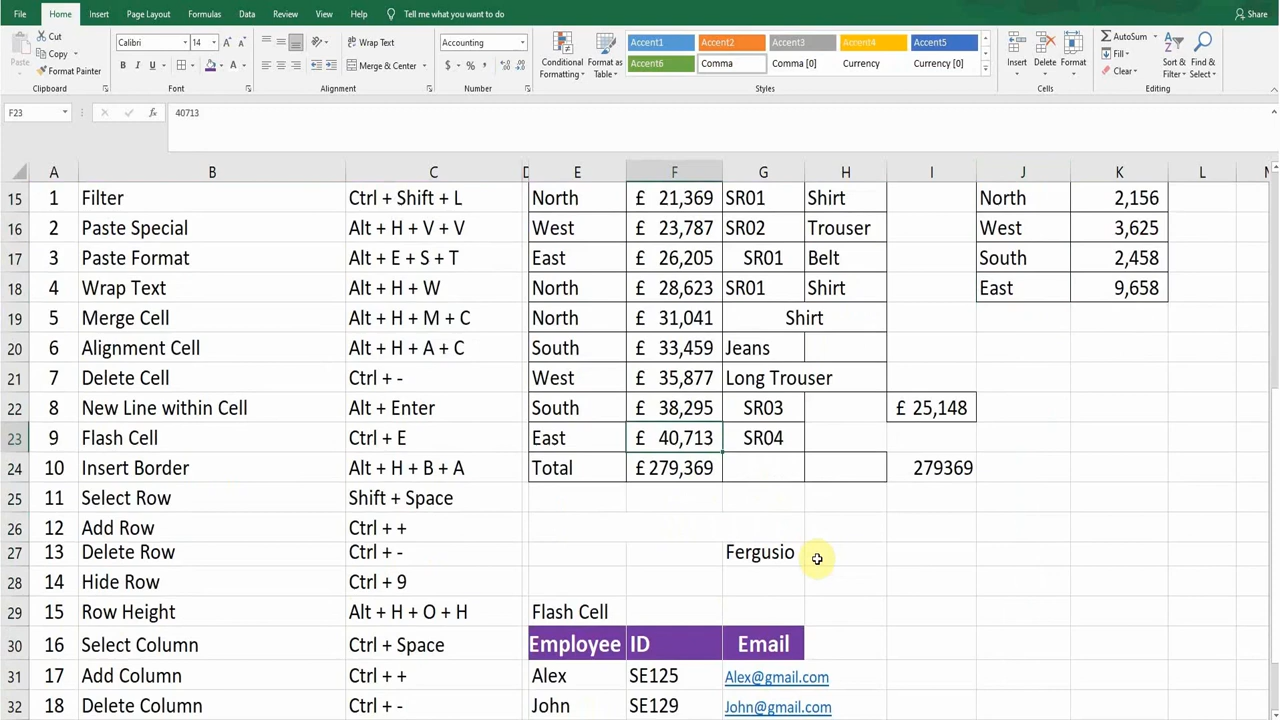 File Home Insert Page Layout Formulas Data Review View Help Tell me what you want to do Share
Cut
Copy
Format Painter
Paste
Clipboard
Calibri 14
B I U
Font
Wrap Text
Merge & Center
Alignment
Accounting
$ % ,
Number
Conditional Formatting
Format as Table
Accent1 Accent2 Accent3 Accent4 Accent5
Accent6 Comma Comma [0] Currency Currency [0]
Styles
Insert Delete Format
Cells
AutoSum
Fill
Clear
Sort & Filter
Find & Select
Editing
F23 fx 40713
A B C D E F G H I J K L
15 1 Filter Ctrl + Shift + L North £ 21,369 SR01 Shirt North 2,156
16 2 Paste Special Alt + H + V + V West £ 23,787 SR02 Trouser West 3,625
17 3 Paste Format Alt + E + S + T East £ 26,205 SR01 Belt South 2,458
18 4 Wrap Text Alt + H + W North £ 28,623 SR01 Shirt East 9,658
19 5 Merge Cell Alt + H + M + C North £ 31,041 Shirt
20 6 Alignment Cell Alt + H + A + C South £ 33,459 Jeans
21 7 Delete Cell Ctrl + - West £ 35,877 Long Trouser
22 8 New Line within Cell Alt + Enter South £ 38,295 SR03 £ 25,148
23 9 Flash Cell Ctrl + E East £ 40,713 SR04
24 10 Insert Border Alt + H + B + A Total £ 279,369 279369
25 11 Select Row Shift + Space
26 12 Add Row Ctrl + +
27 13 Delete Row Ctrl + - Fergusio
28 14 Hide Row Ctrl + 9
29 15 Row Height Alt + H + O + H Flash Cell
30 16 Select Column Ctrl + Space Employee ID Email
31 17 Add Column Ctrl + + Alex SE125 Alex@gmail.com
32 18 Delete Column Ctrl + - John SE129 John@gmail.com